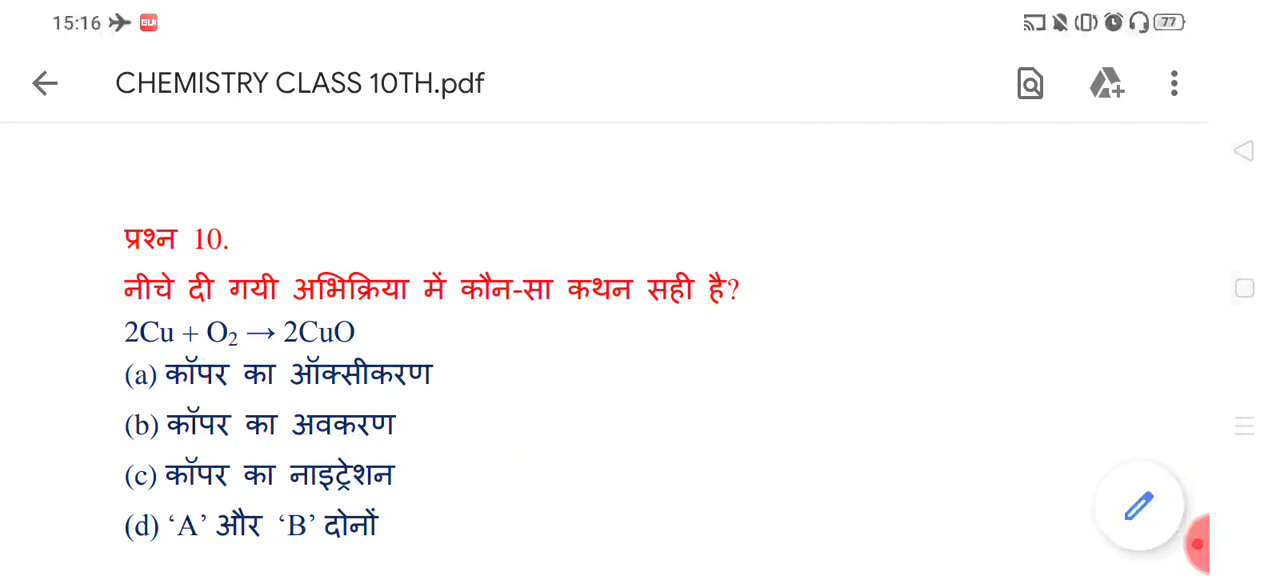 15:16
77
CHEMISTRY CLASS 10TH.pdf
प्रश्न 10.
नीचे दी गयी अभिक्रिया में कौन-सा कथन सही है?
2Cu + O₂ → 2CuO
(a) कॉपर का ऑक्सीकरण
(b) कॉपर का अवकरण
(c) कॉपर का नाइट्रेशन
(d) ‘A’ और ‘B’ दोनों